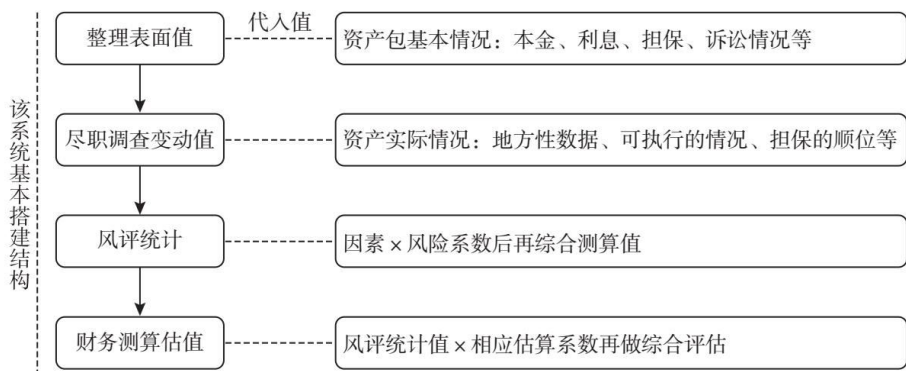 该系统基本搭建结构
整理表面值
代入值
资产包基本情况：本金、利息、担保、诉讼情况等
尽职调查变动值
资产实际情况：地方性数据、可执行的情况、担保的顺位等
风评统计
因素×风险系数后再综合测算值
财务测算估值
风评统计值×相应估算系数再做综合评估